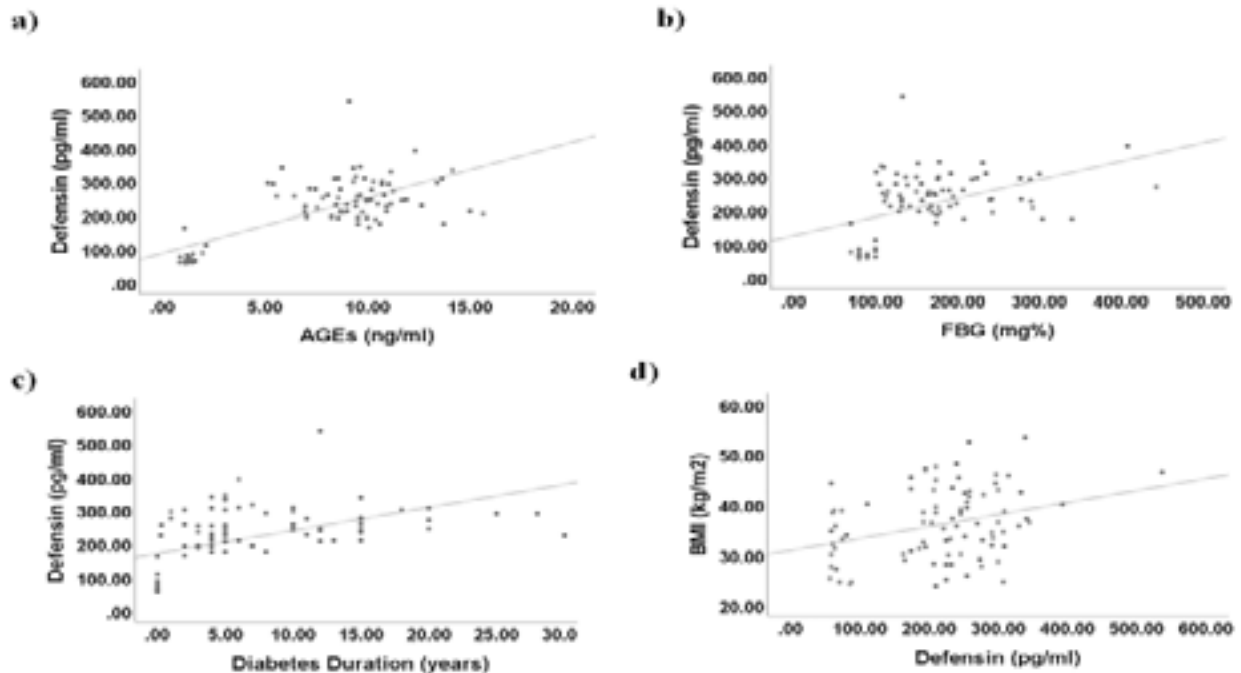 a)
600.00
500.00
400.00
300.00
200.00
100.00
.00
Defensin (pg/ml)
.00 5.00 10.00 15.00 20.00
AGEs (ng/ml)
b)
600.00
500.00
400.00
300.00
200.00
100.00
.00
Defensin (pg/ml)
.00 100.00 200.00 300.00 400.00 500.00
FBG (mg%)
c)
600.00
500.00
400.00
300.00
200.00
100.00
.00
Defensin (pg/ml)
.00 5.00 10.00 15.00 20.00 25.00 30.0
Diabetes Duration (years)
d)
60.00
50.00
40.00
30.00
20.00
BMI (kg/m2)
.00 100.00 200.00 300.00 400.00 500.00 600.00
Defensin (pg/ml)